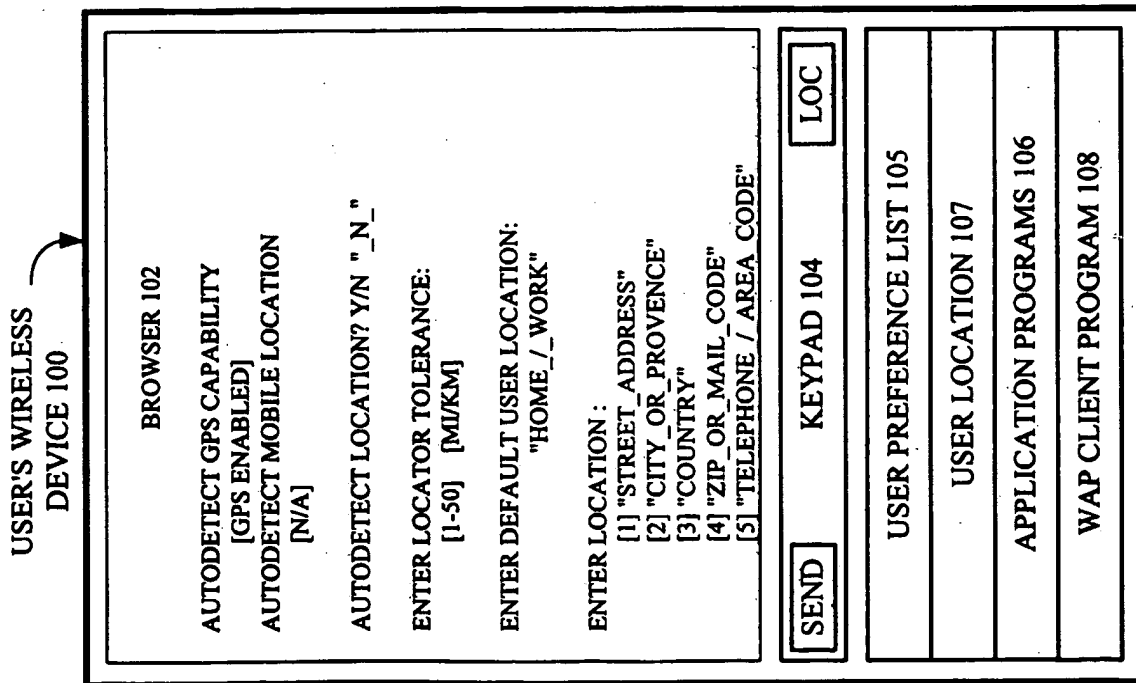 USER'S WIRELESS
DEVICE 100
BROWSER 102
AUTODETECT GPS CAPABILITY
[GPS ENABLED]
AUTODETECT MOBILE LOCATION
[N/A]
AUTODETECT LOCATION? Y/N "_N_"
ENTER LOCATOR TOLERANCE:
[1-50] [MI/KM]
ENTER DEFAULT USER LOCATION:
"HOME_/_WORK"
ENTER LOCATION :
[1] "STREET_ADDRESS"
[2] "CITY_OR_PROVENCE"
[3] "COUNTRY"
[4] "ZIP_OR_MAIL_CODE"
[5] "TELEPHONE / AREA_CODE"
SEND KEYPAD 104 LOC
USER PREFERENCE LIST 105
USER LOCATION 107
APPLICATION PROGRAMS 106
WAP CLIENT PROGRAM 108